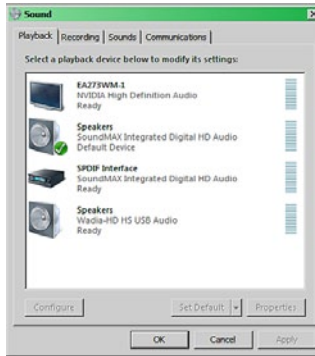 Sound
Playback Recording Sounds Communications
Select a playback device below to modify its settings:
EA273WM-1
NVIDIA High Definition Audio
Ready
Speakers
SoundMAX Integrated Digital HD Audio
Default Device
SPDIF Interface
SoundMAX Integrated Digital HD Audio
Ready
Speakers
Wadia-HD HS USB Audio
Ready
Configure Set Default Properties
OK Cancel Apply